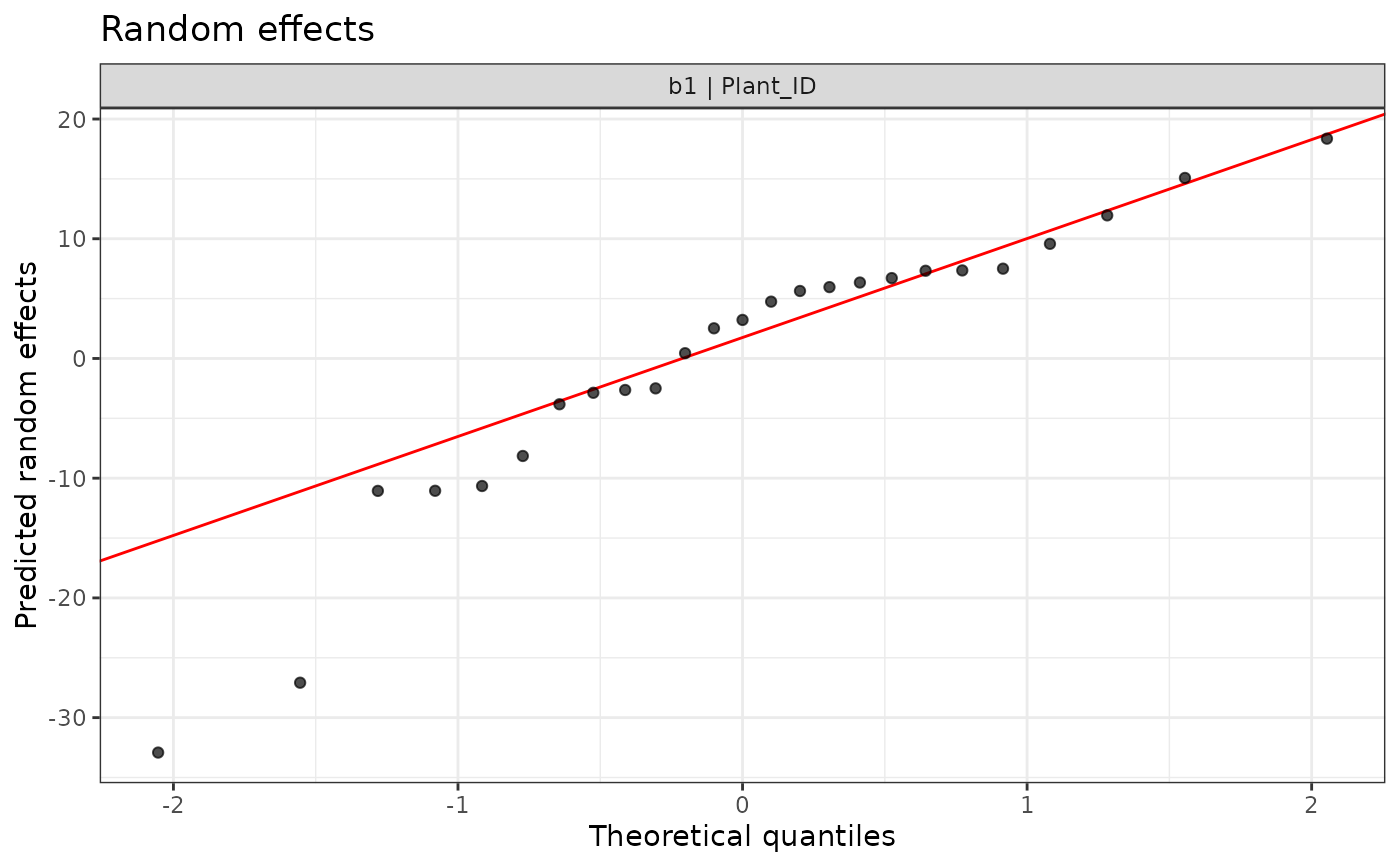 Random effects
b1 | Plant_ID
20
10
0
-10
-20
-30
Predicted random effects
-2
-1
0
1
2
Theoretical quantiles